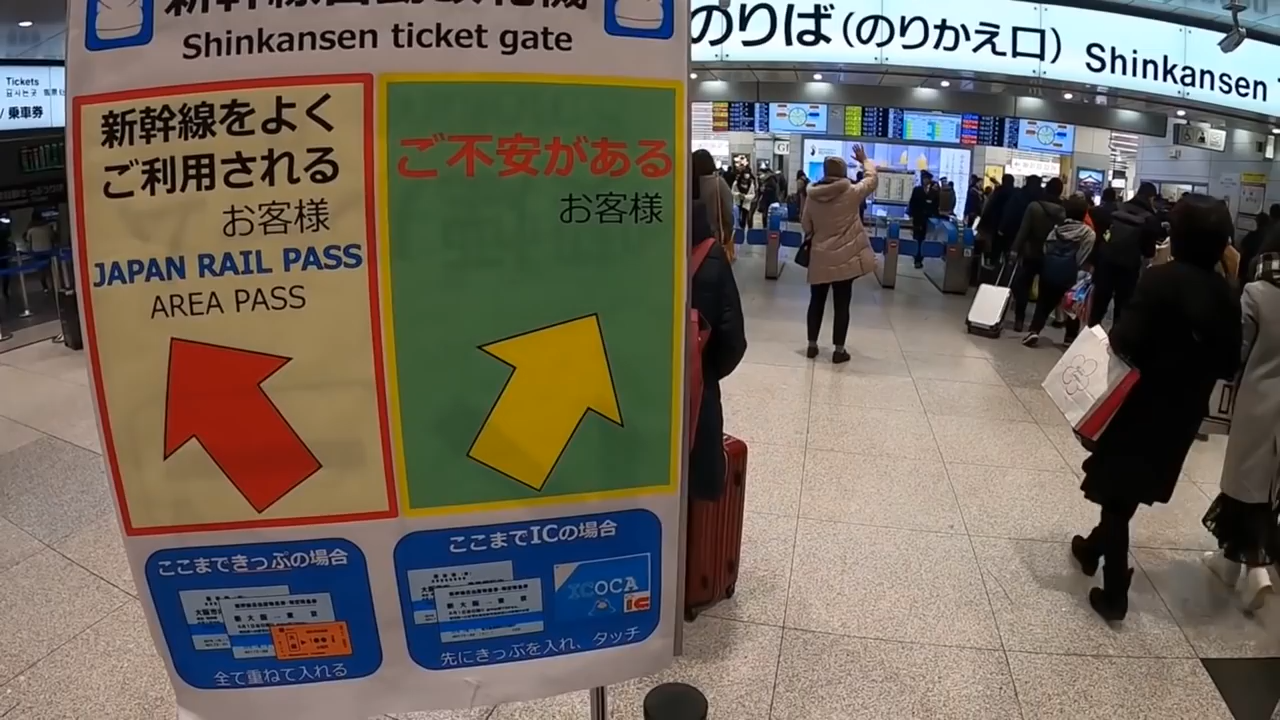 Shinkansen ticket gate
新幹線をよく
ご利用される
お客様
JAPAN RAIL PASS
AREA PASS
ご不安がある
お客様
ここまできっぷの場合
全て重ねて入れる
ここまでICの場合
ICOCA
先にきっぷを入れ、タッチ
のりば(のりかえ口) Shinkansen
Tickets
乗車券